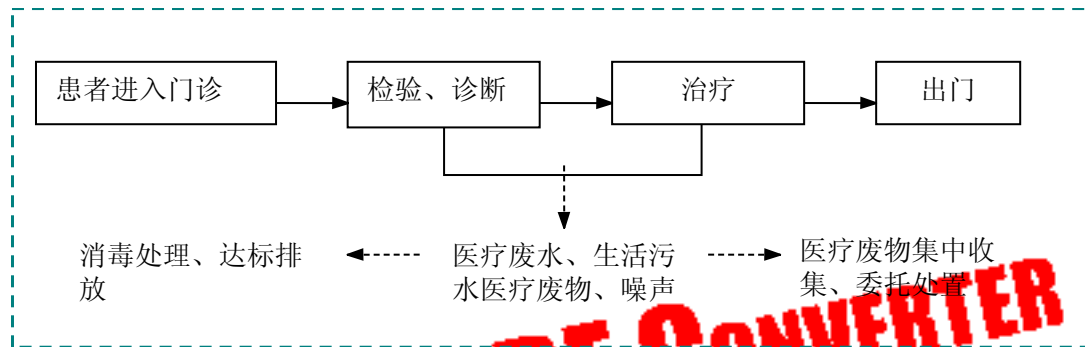 患者进入门诊
检验、诊断
治疗
出门
消毒处理、达标排
放
医疗废水、生活污
水医疗废物、噪声
医疗废物集中收
集、委托处置
CONVERTER